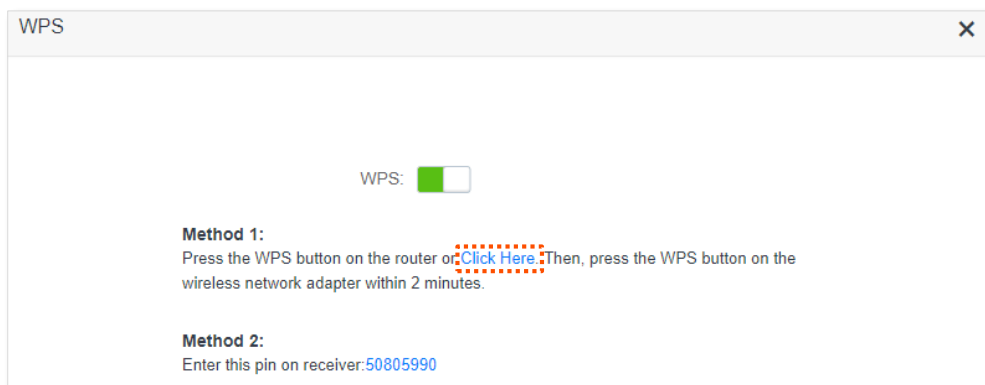 WPS
WPS:
Method 1:
Press the WPS button on the router or Click Here. Then, press the WPS button on the
wireless network adapter within 2 minutes.
Method 2:
Enter this pin on receiver:50805990